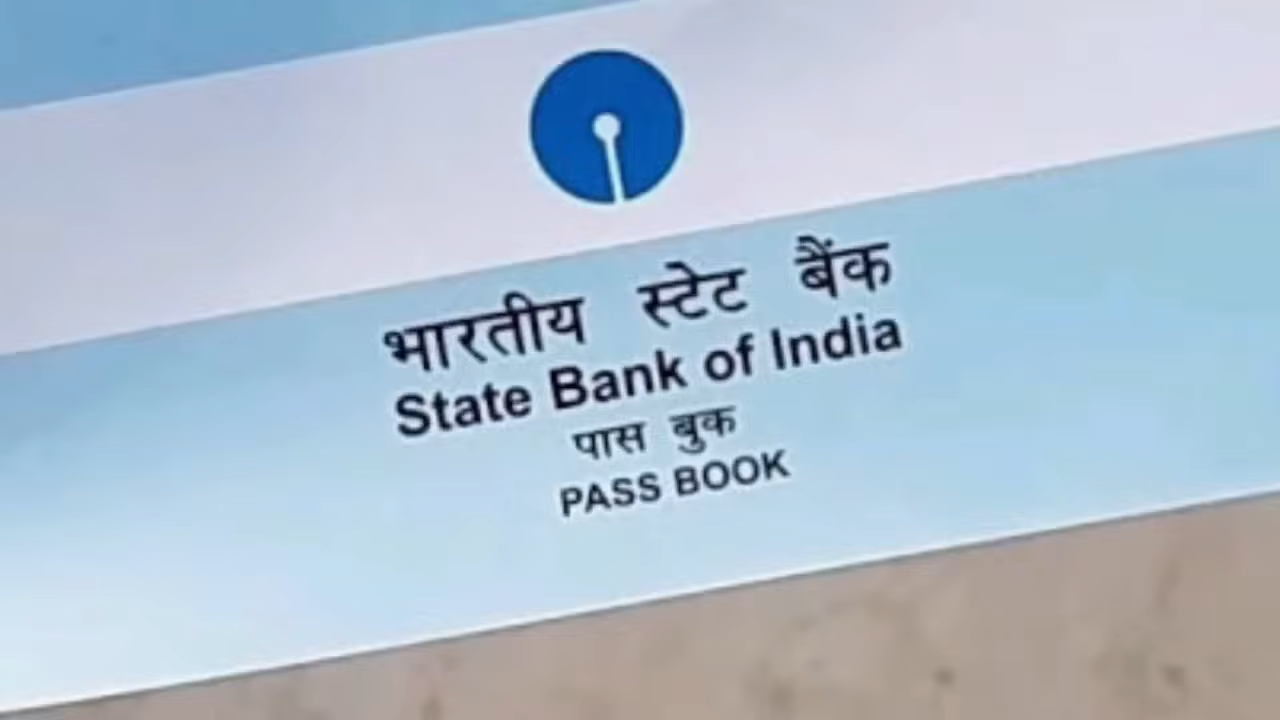 भारतीय स्टेट बैंक
State Bank of India
पास बुक
PASS BOOK